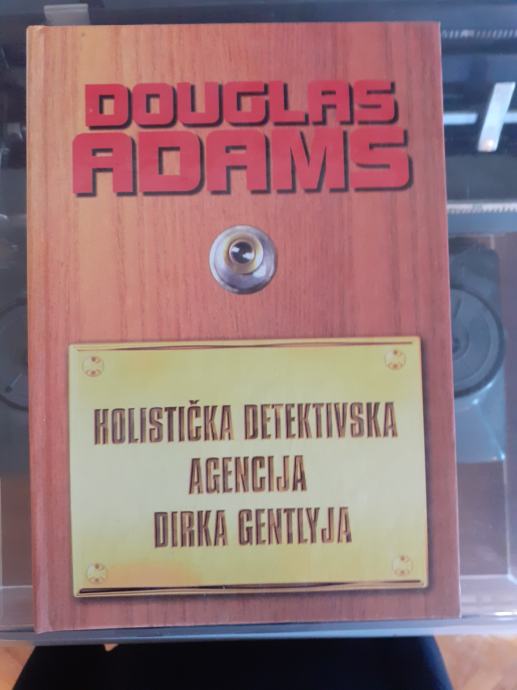 DOUGLAS
ADAMS
HOLISTIČKA DETEKTIVSKA
AGENCIJA
DIRKA GENTLYJA